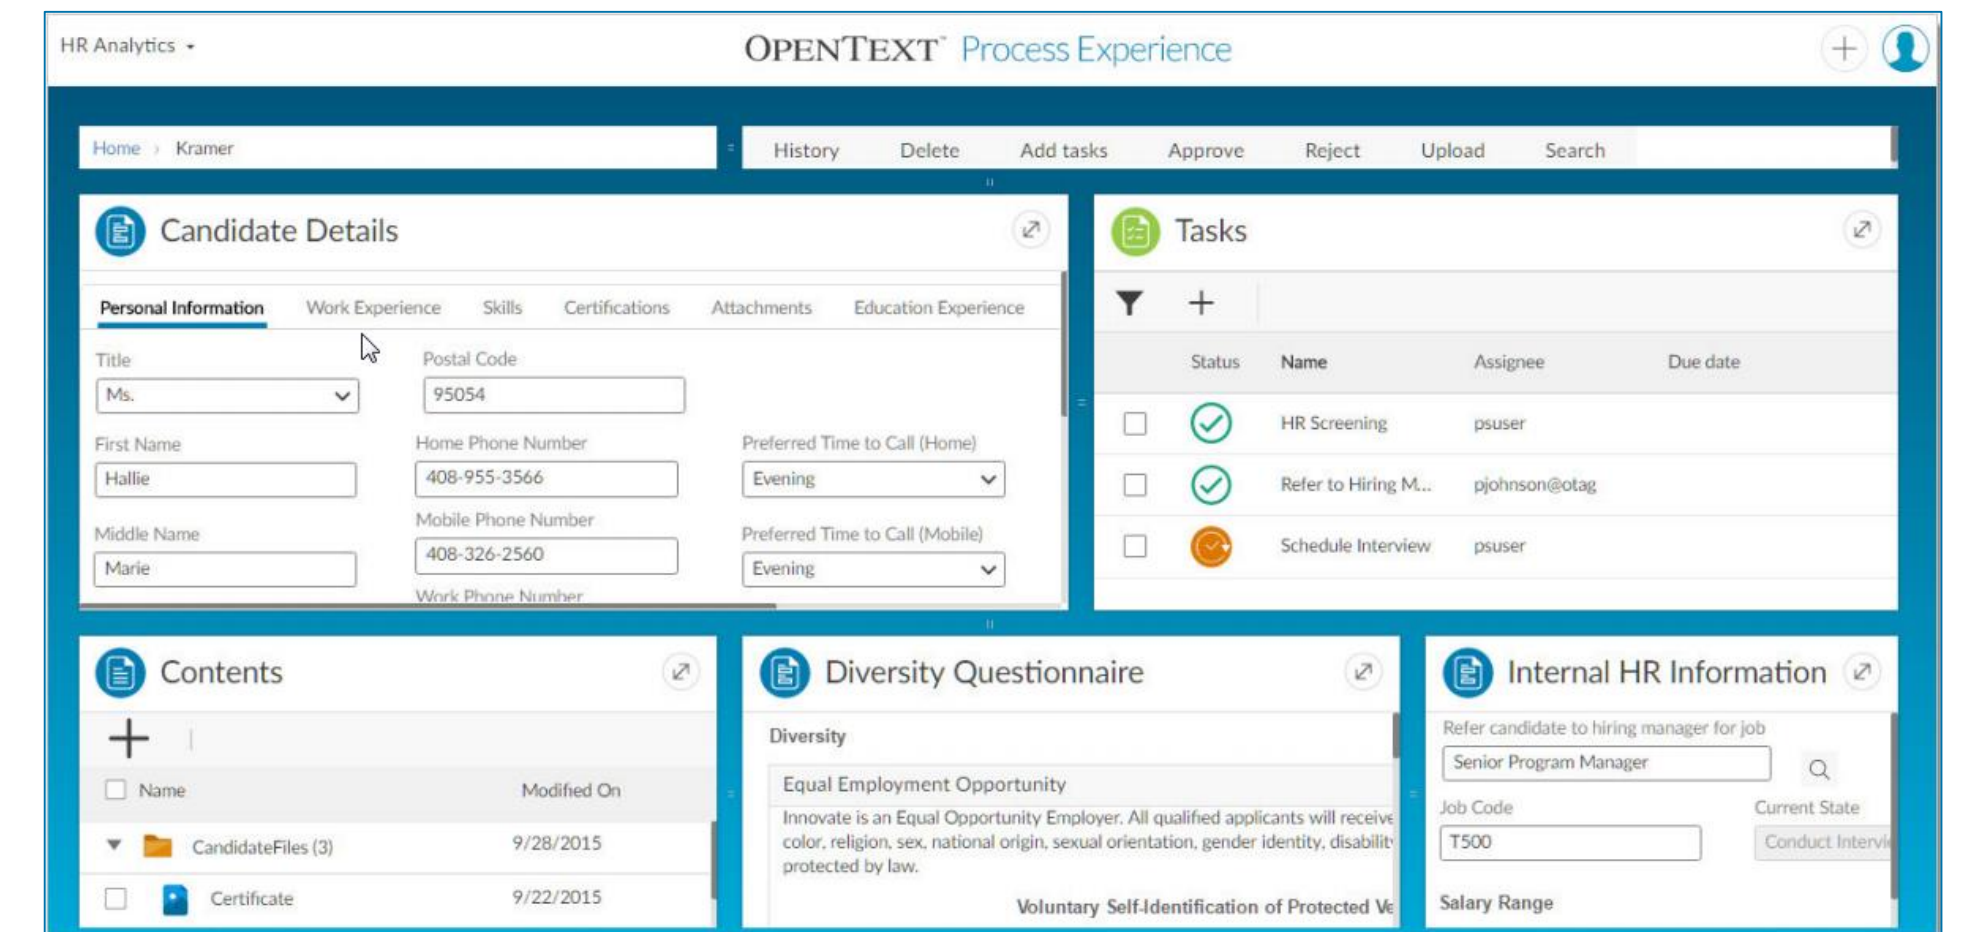 HR Analytics
OPENTEXT™ Process Experience
Home › Kramer
History Delete Add tasks Approve Reject Upload Search
Candidate Details
Personal Information Work Experience Skills Certifications Attachments Education Experience
Title
Ms.
Postal Code
95054
First Name
Hallie
Home Phone Number
408-955-3566
Preferred Time to Call (Home)
Evening
Middle Name
Marie
Mobile Phone Number
408-326-2560
Preferred Time to Call (Mobile)
Evening
Work Phone Number
Tasks
Status Name Assignee Due date
HR Screening psuser
Refer to Hiring M... pjohnson@otag
Schedule Interview psuser
Contents
Name Modified On
CandidateFiles (3) 9/28/2015
Certificate 9/22/2015
Diversity Questionnaire
Diversity
Equal Employment Opportunity
Innovate is an Equal Opportunity Employer. All qualified applicants will receive
color, religion, sex, national origin, sexual orientation, gender identity, disabilit
protected by law.
Voluntary Self-Identification of Protected Ve
Internal HR Information
Refer candidate to hiring manager for job
Senior Program Manager
Job Code
T500
Current State
Conduct Intervi
Salary Range